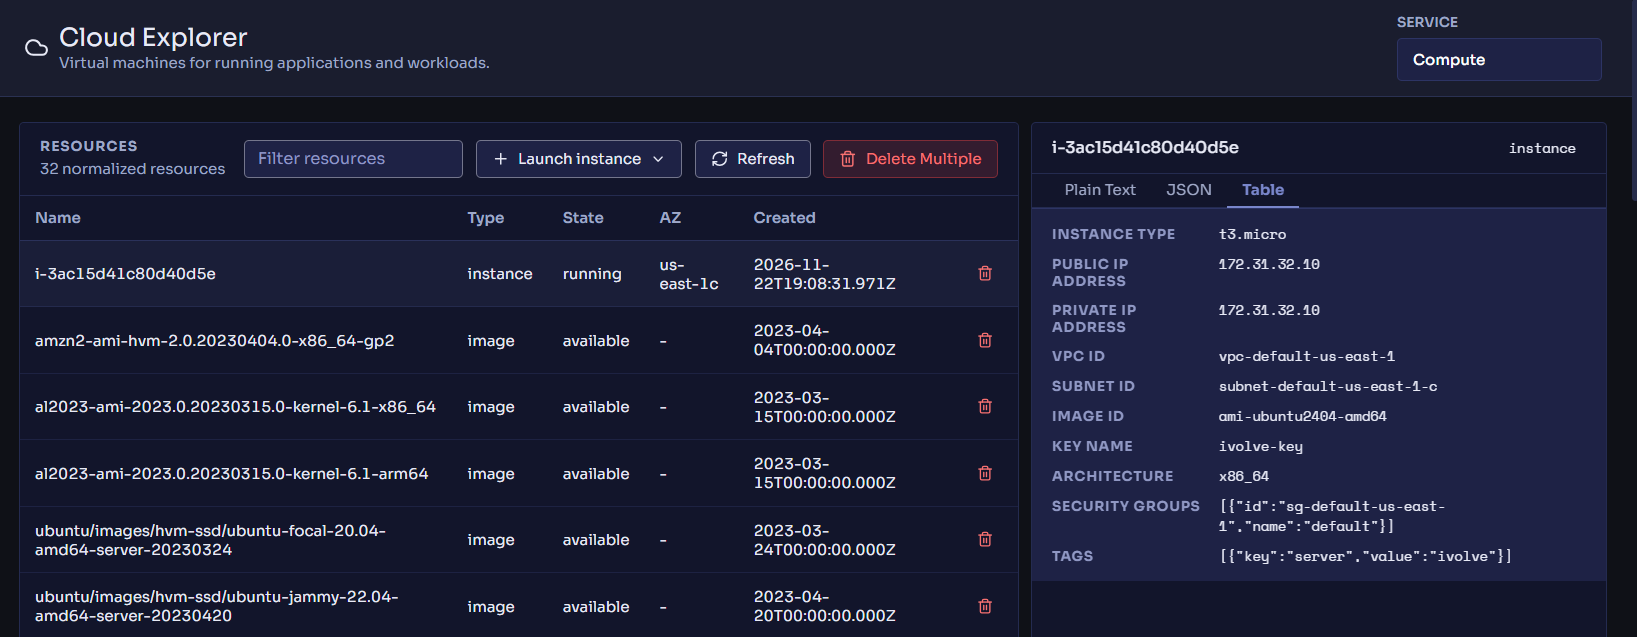 Cloud Explorer
Virtual machines for running applications and workloads.
SERVICE
Compute
RESOURCES
32 normalized resources
Filter resources
Launch instance
Refresh
Delete Multiple
Name Type State AZ Created
i-3ac15d41c80d40d5e instance running us-east-1c 2026-11-22T19:08:31.971Z
amzn2-ami-hvm-2.0.20230404.0-x86_64-gp2 image available - 2023-04-04T00:00:00.000Z
al2023-ami-2023.0.20230315.0-kernel-6.1-x86_64 image available - 2023-03-15T00:00:00.000Z
al2023-ami-2023.0.20230315.0-kernel-6.1-arm64 image available - 2023-03-15T00:00:00.000Z
ubuntu/images/hvm-ssd/ubuntu-focal-20.04-amd64-server-20230324 image available - 2023-03-24T00:00:00.000Z
ubuntu/images/hvm-ssd/ubuntu-jammy-22.04-amd64-server-20230420 image available - 2023-04-20T00:00:00.000Z
i-3ac15d41c80d40d5e
instance
Plain Text JSON Table
INSTANCE TYPE t3.micro
PUBLIC IP ADDRESS 172.31.32.10
PRIVATE IP ADDRESS 172.31.32.10
VPC ID vpc-default-us-east-1
SUBNET ID subnet-default-us-east-1-c
IMAGE ID ami-ubuntu2404-amd64
KEY NAME ivolve-key
ARCHITECTURE x86_64
SECURITY GROUPS [{"id":"sg-default-us-east-1","name":"default"}]
TAGS [{"key":"server","value":"ivolve"}]